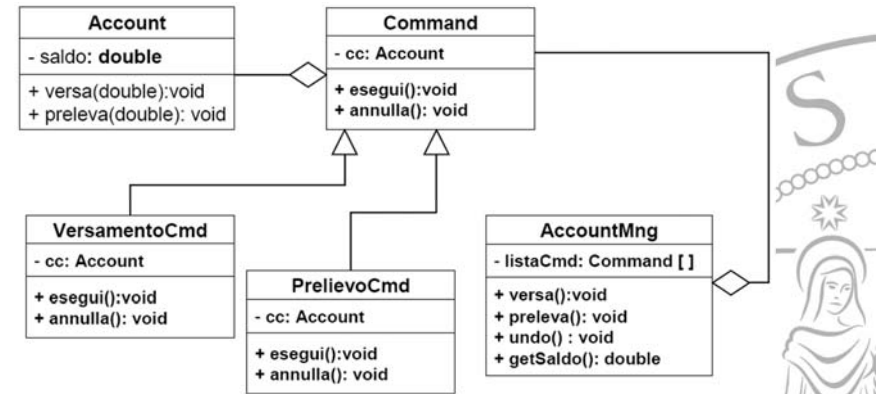 Account
- saldo: double
+ versa(double):void
+ preleva(double): void
Command
- cc: Account
+ esegui():void
+ annulla(): void
VersamentoCmd
- cc: Account
+ esegui():void
+ annulla(): void
PrelievoCmd
- cc: Account
+ esegui():void
+ annulla(): void
AccountMng
- listaCmd: Command [ ]
+ versa():void
+ preleva(): void
+ undo() : void
+ getSaldo(): double
S